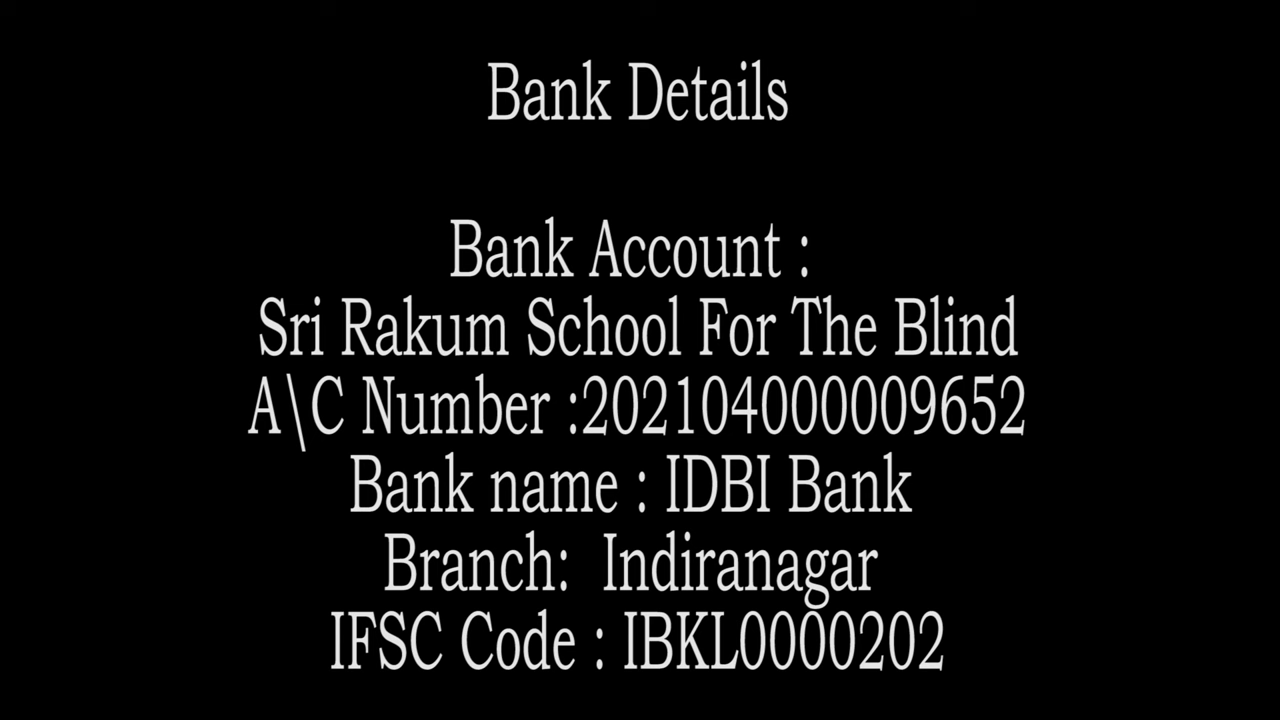 Bank Details
Bank Account :
Sri Rakum School For The Blind
A\C Number :202104000009652
Bank name : IDBI Bank
Branch: Indiranagar
IFSC Code : IBKL0000202